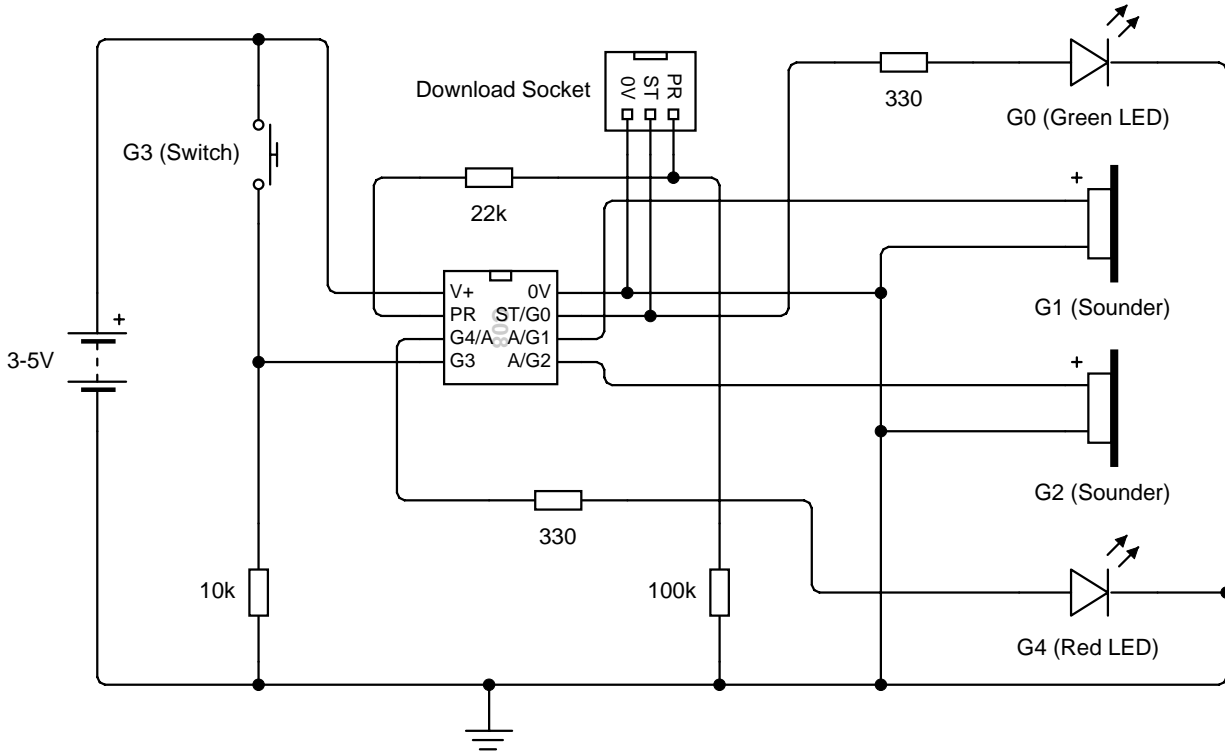 Download Socket
0V
ST
PR
330
G0 (Green LED)
G3 (Switch)
+
22k
V+
0V
PR
ST/G0
G4/A
A/G1
G3
A/G2
G1 (Sounder)
+
3-5V
+
G2 (Sounder)
330
10k
100k
G4 (Red LED)